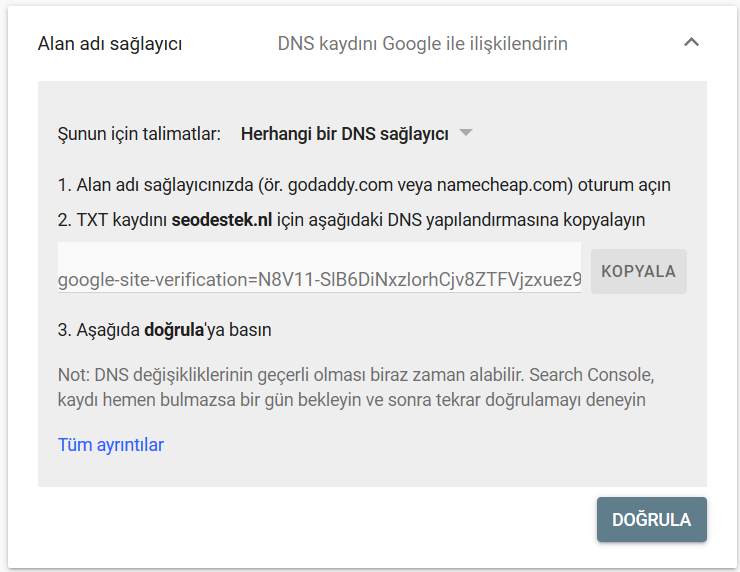 Alan adı sağlayıcı DNS kaydını Google ile ilişkilendirin
Şunun için talimatlar: Herhangi bir DNS sağlayıcı
1. Alan adı sağlayıcınızda (ör. godaddy.com veya namecheap.com) oturum açın
2. TXT kaydını seodestek.nl için aşağıdaki DNS yapılandırmasına kopyalayın
google-site-verification=N8V11-SlB6DiNxzIorhCjv8ZTFVjzxuez9
KOPYALA
3. Aşağıda doğrula'ya basın
Not: DNS değişikliklerinin geçerli olması biraz zaman alabilir. Search Console,
kaydı hemen bulmazsa bir gün bekleyin ve sonra tekrar doğrulamayı deneyin
Tüm ayrıntılar
DOĞRULA